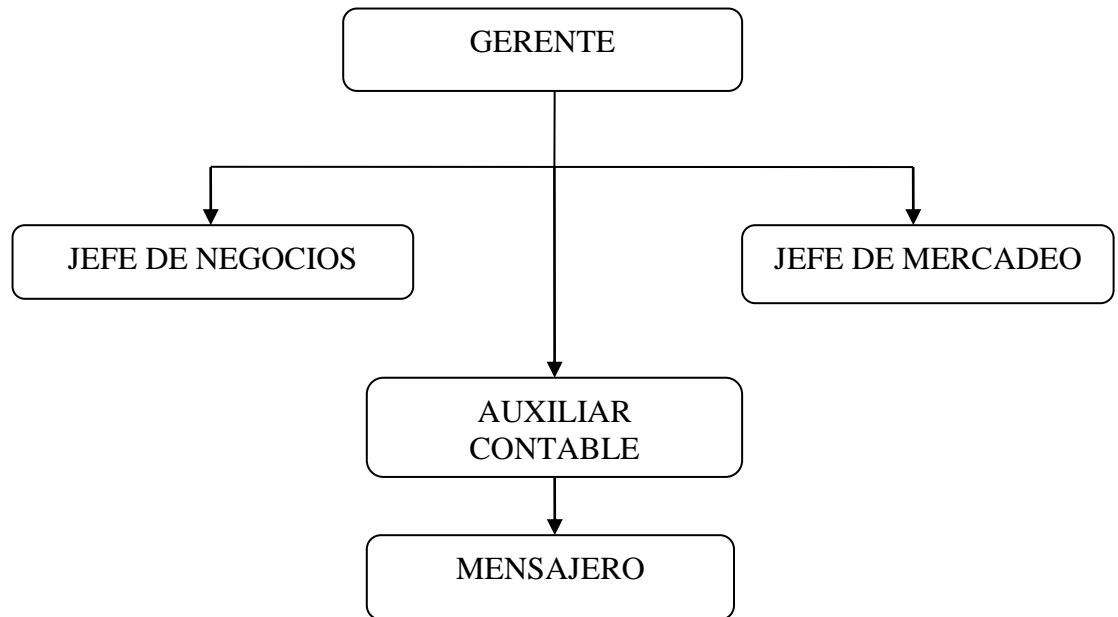 GERENTE
JEFE DE NEGOCIOS
JEFE DE MERCADEO
AUXILIAR
CONTABLE
MENSAJERO